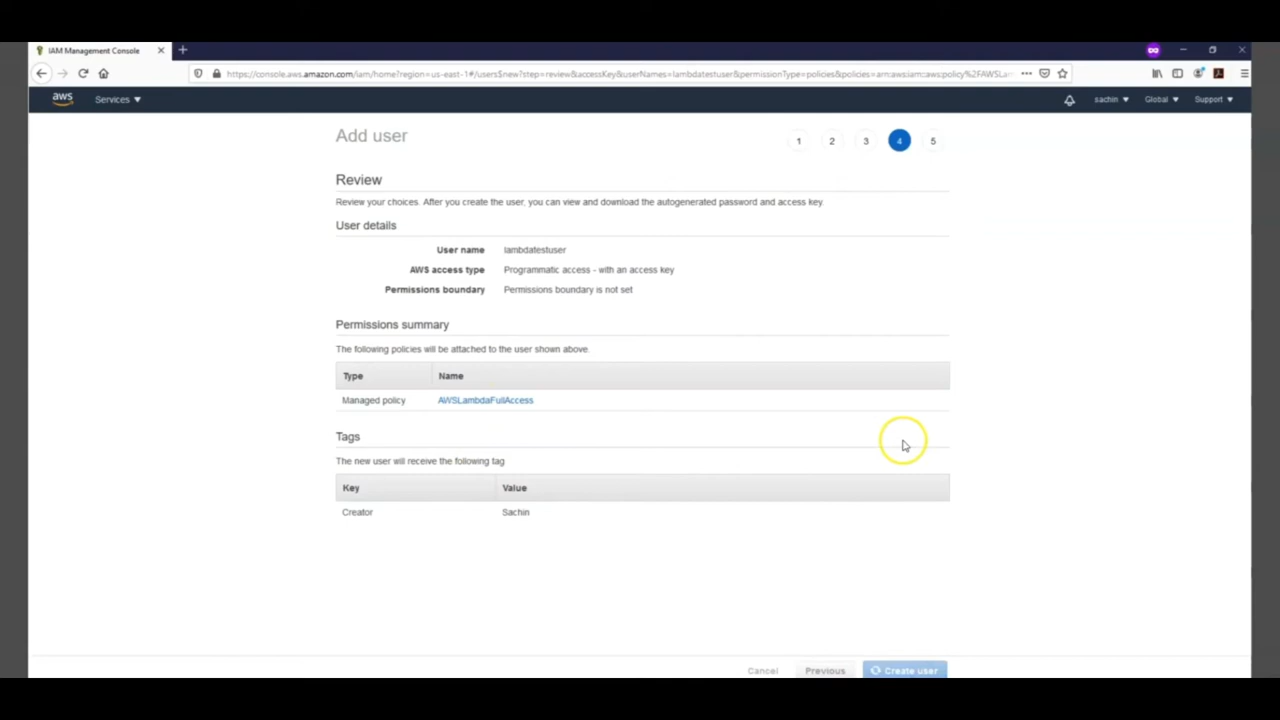 IAM Management Console
https://console.aws.amazon.com/iam/home?region=us-east-1#/users$new?step=review&accessKey&userNames=lambdatestuser&permissionType=policies&policies=arn:aws:iam::aws:policy%2FAWSLar
aws Services sachin Global Support
Add user
1 2 3 4 5
Review
Review your choices. After you create the user, you can view and download the autogenerated password and access key.
User details
User name lambdatestuser
AWS access type Programmatic access - with an access key
Permissions boundary Permissions boundary is not set
Permissions summary
The following policies will be attached to the user shown above.
Type Name
Managed policy AWSLambdaFullAccess
Tags
The new user will receive the following tag
Key Value
Creator Sachin
Cancel Previous Create user